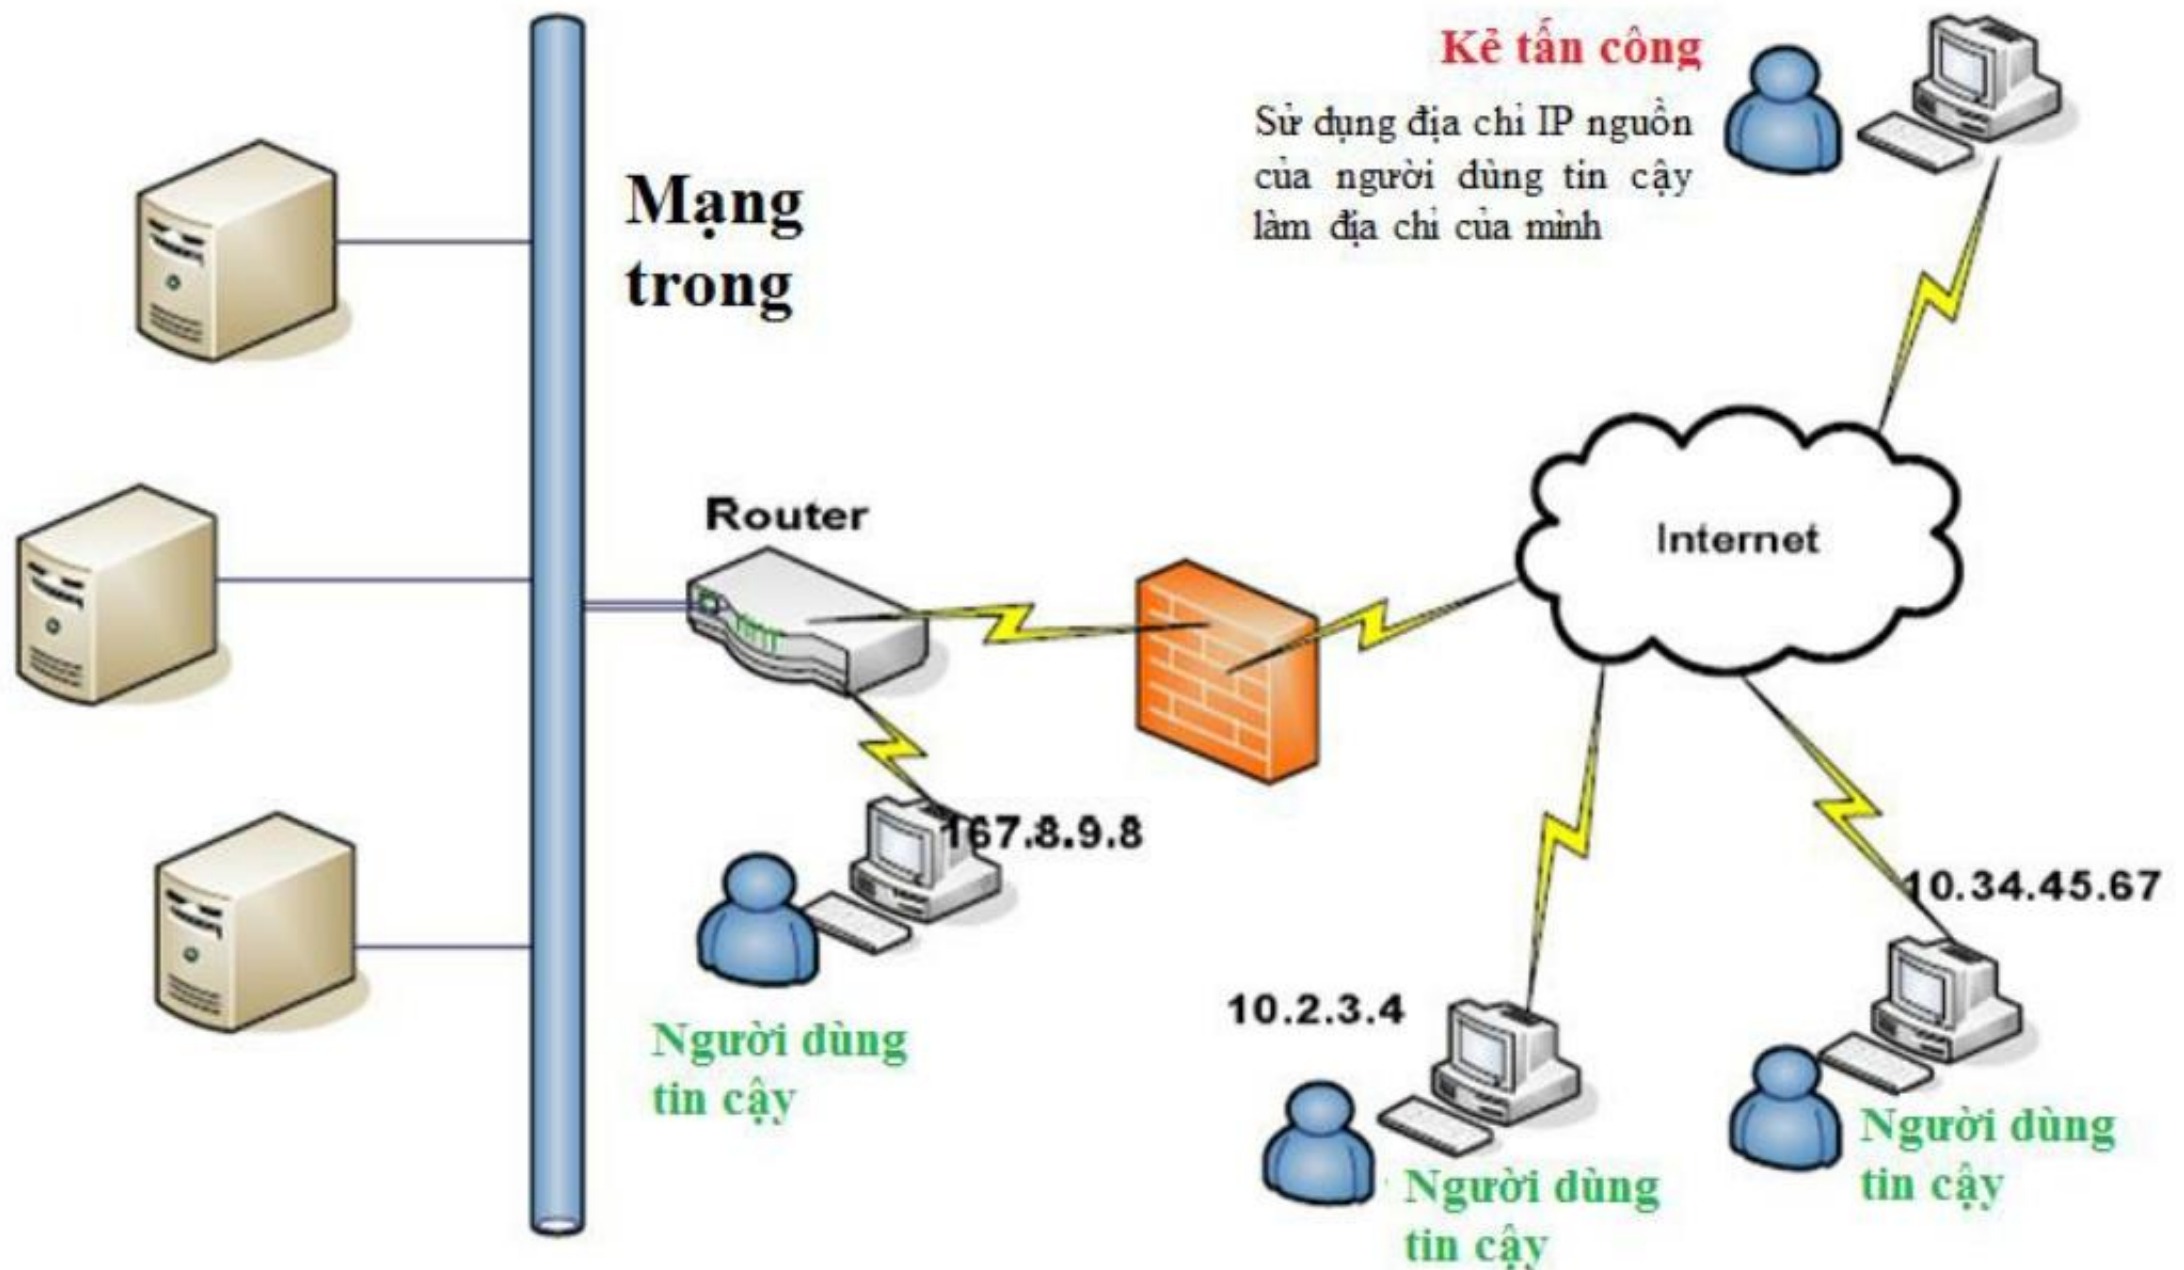 Kẻ tấn công
Sử dụng địa chỉ IP nguồn
của người dùng tin cậy
làm địa chỉ của mình
Mạng
trong
Router
Internet
167.8.9.8
10.34.45.67
10.2.3.4
Người dùng
tin cậy
Người dùng
tin cậy
Người dùng
tin cậy